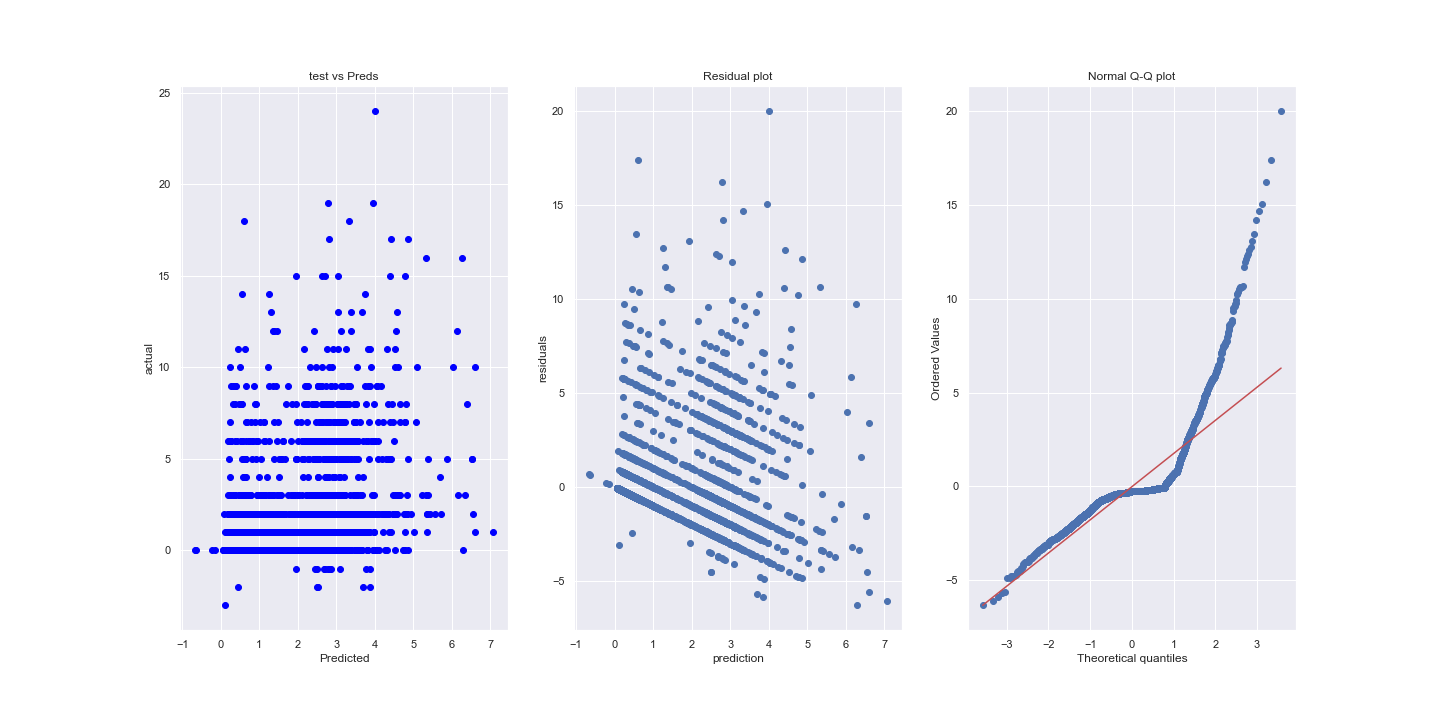 test vs Preds
25
20
15
10
5
0
actual
−1 0 1 2 3 4 5 6 7
Predicted
Residual plot
20
15
10
5
0
−5
residuals
−1 0 1 2 3 4 5 6 7
prediction
Normal Q-Q plot
20
15
10
5
0
−5
Ordered Values
−3 −2 −1 0 1 2 3
Theoretical quantiles